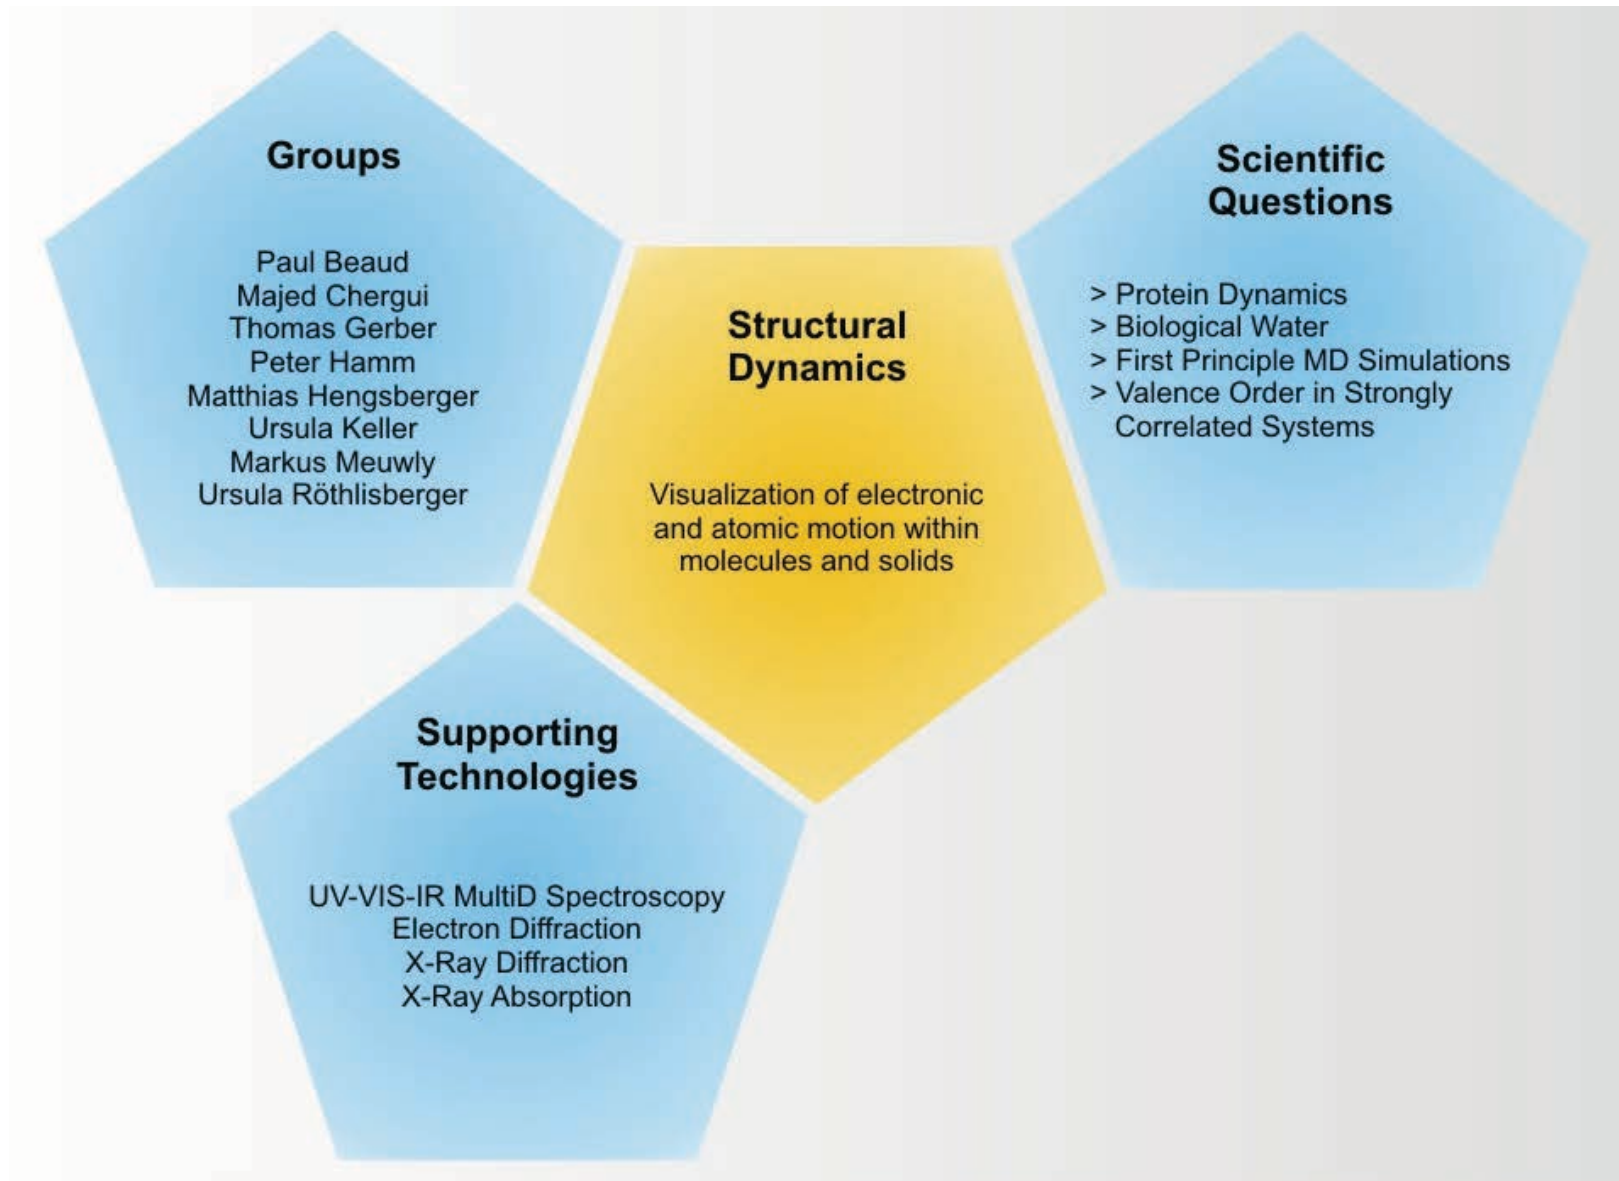 Groups
Paul Beaud
Majed Chergui
Thomas Gerber
Peter Hamm
Matthias Hengsberger
Ursula Keller
Markus Meuwly
Ursula Röthlisberger
Structural
Dynamics
Visualization of electronic
and atomic motion within
molecules and solids
Scientific
Questions
> Protein Dynamics
> Biological Water
> First Principle MD Simulations
> Valence Order in Strongly
Correlated Systems
Supporting
Technologies
UV-VIS-IR MultiD Spectroscopy
Electron Diffraction
X-Ray Diffraction
X-Ray Absorption